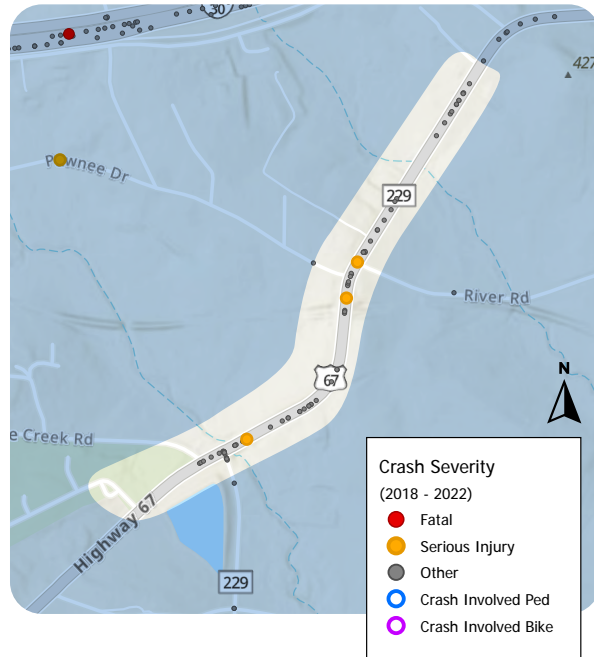 30
427
Pawnee Dr
229
River Rd
67
N
e Creek Rd
Highway 67
229
Crash Severity
(2018 - 2022)
Fatal
Serious Injury
Other
Crash Involved Ped
Crash Involved Bike